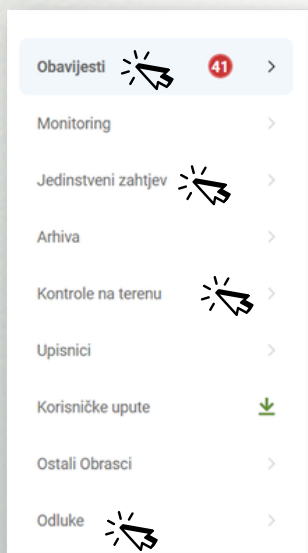 Obavijesti 41
Monitoring
Jedinstveni zahtjev
Arhiva
Kontrole na terenu
Upisnici
Korisničke upute
Ostali Obrasci
Odluke